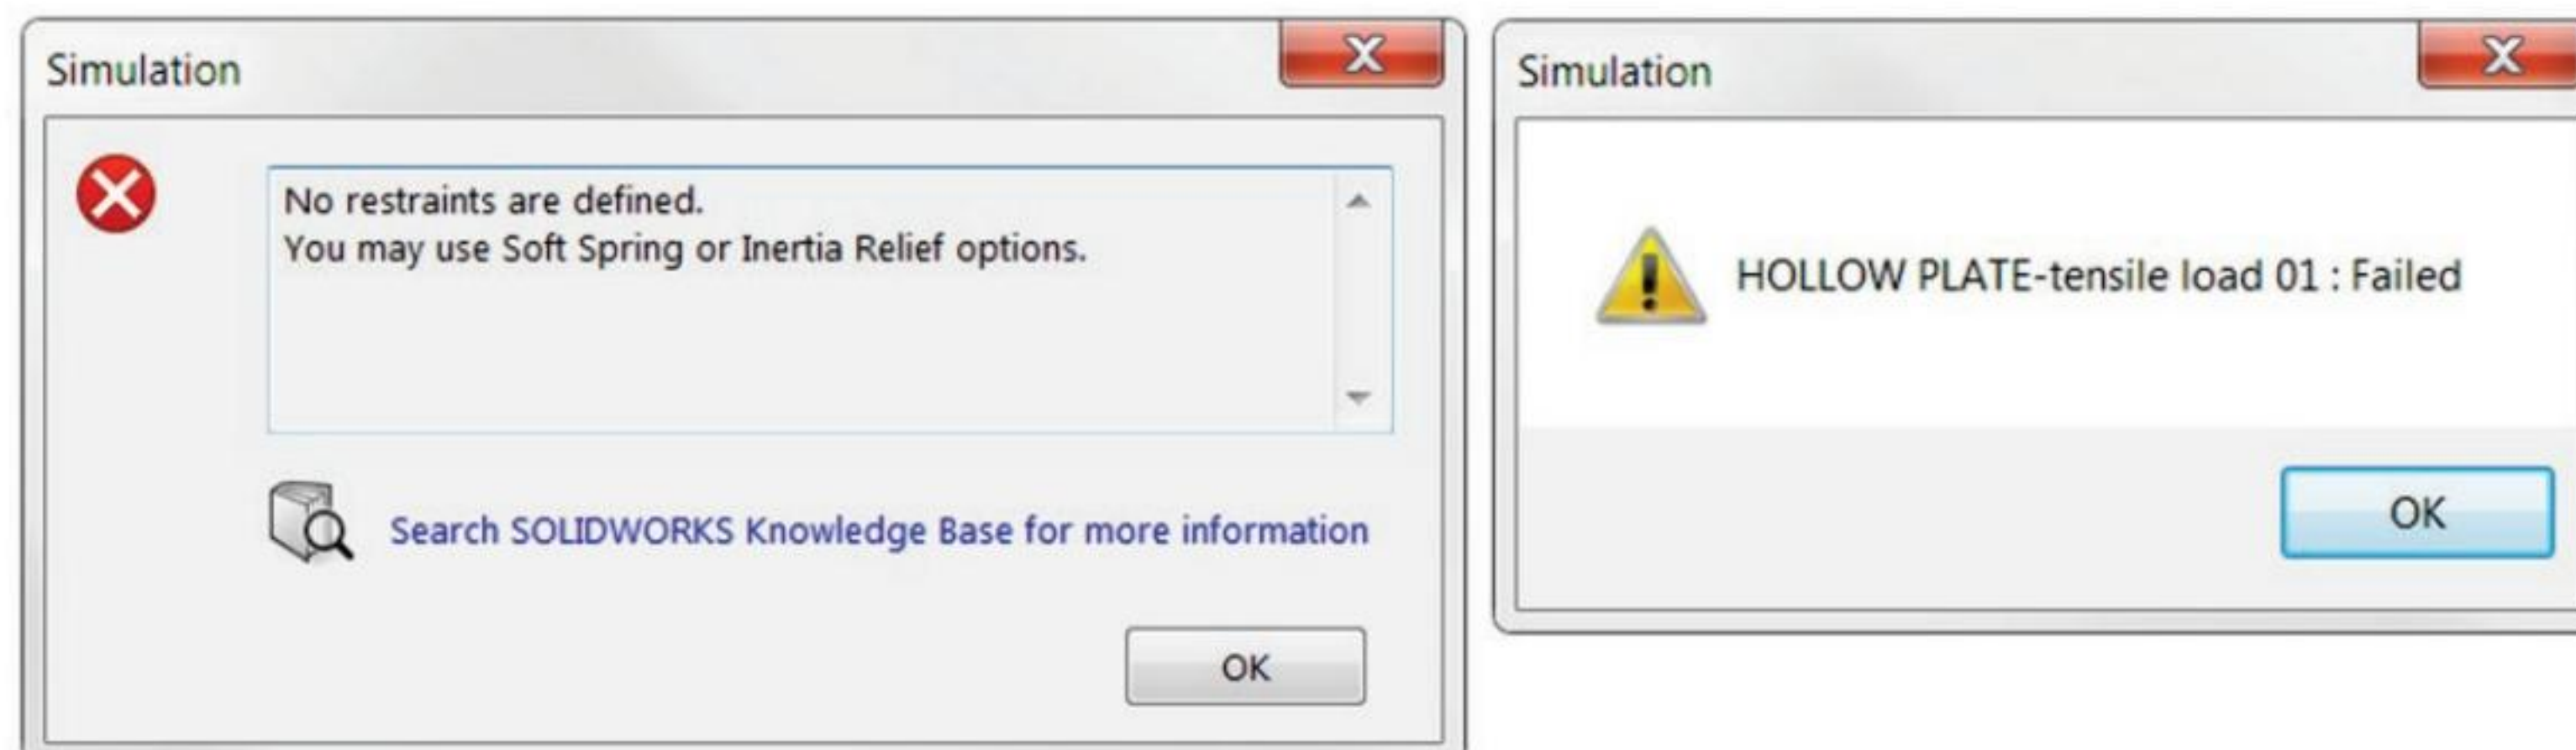 Simulation
No restraints are defined.
You may use Soft Spring or Inertia Relief options.
Search SOLIDWORKS Knowledge Base for more information
OK
Simulation
HOLLOW PLATE-tensile load 01 : Failed
OK